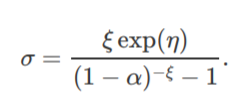 σ = ξ exp(η) / ((1 − α)^{−ξ} − 1).